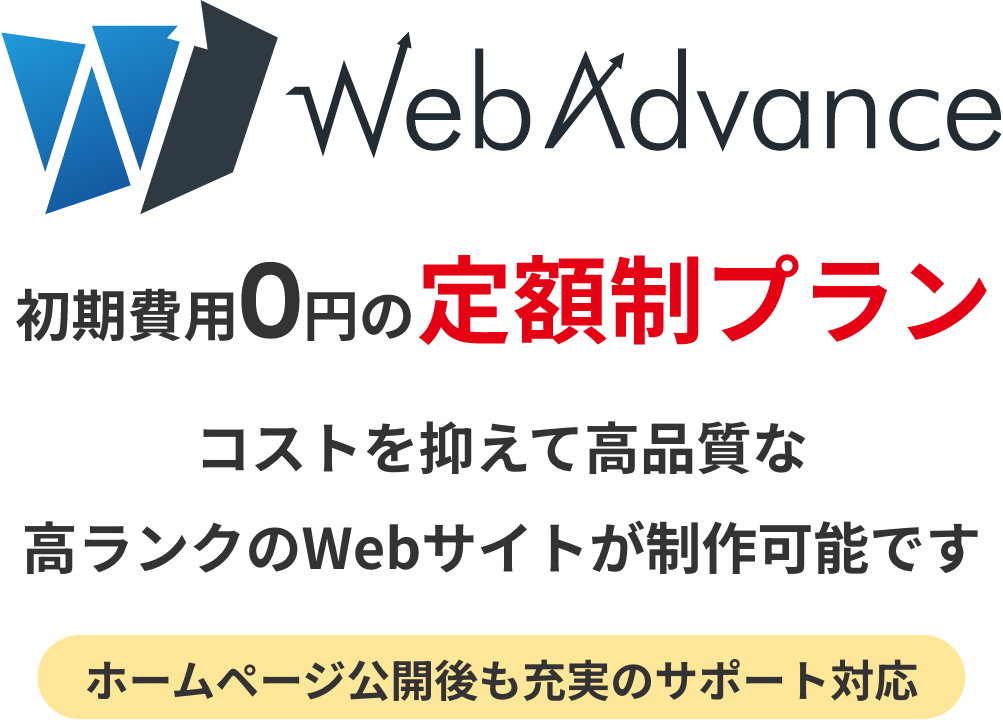 Web Advance
初期費用0円の定額制プラン
コストを抑えて高品質な
高ランクのWebサイトが制作可能です
ホームページ公開後も充実のサポート対応